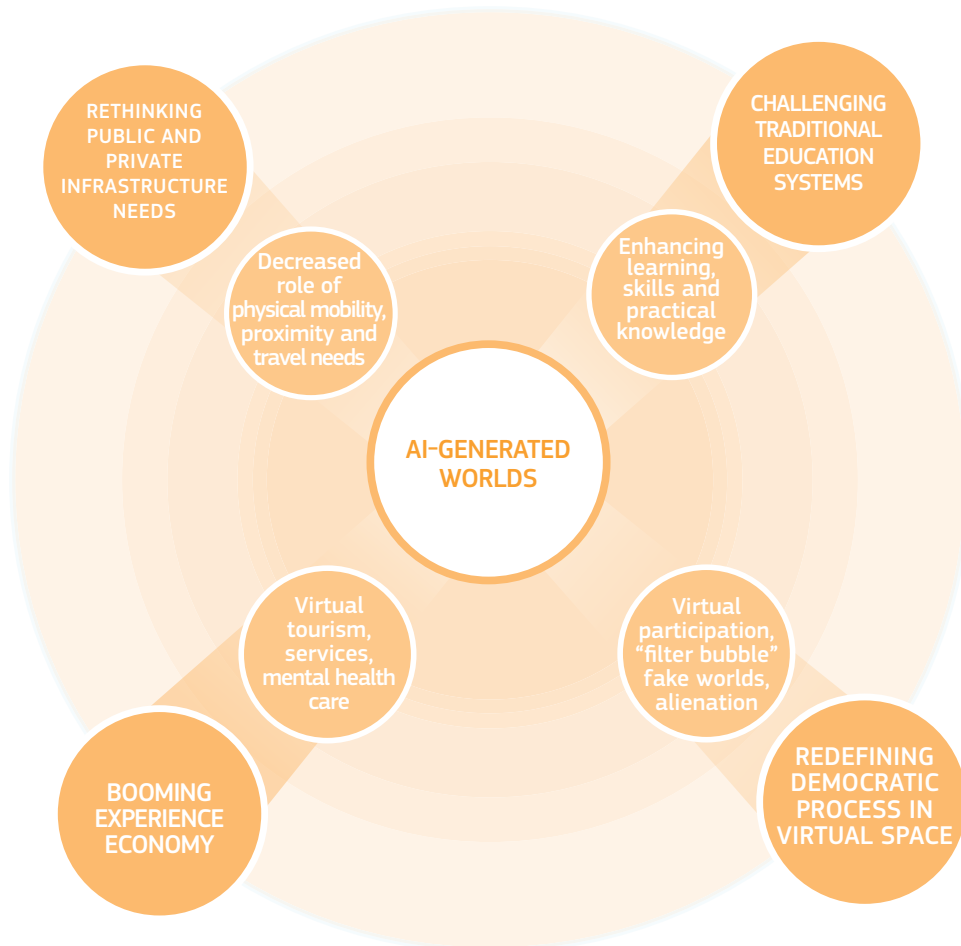 RETHINKING
PUBLIC AND
PRIVATE
INFRASTRUCTURE
NEEDS
CHALLENGING
TRADITIONAL
EDUCATION
SYSTEMS
Decreased
role of
physical mobility,
proximity and
travel needs
Enhancing
learning,
skills and
practical
knowledge
AI-GENERATED
WORLDS
Virtual
tourism,
services,
mental health
care
Virtual
participation,
“filter bubble”
fake worlds,
alienation
BOOMING
EXPERIENCE
ECONOMY
REDEFINING
DEMOCRATIC
PROCESS IN
VIRTUAL SPACE